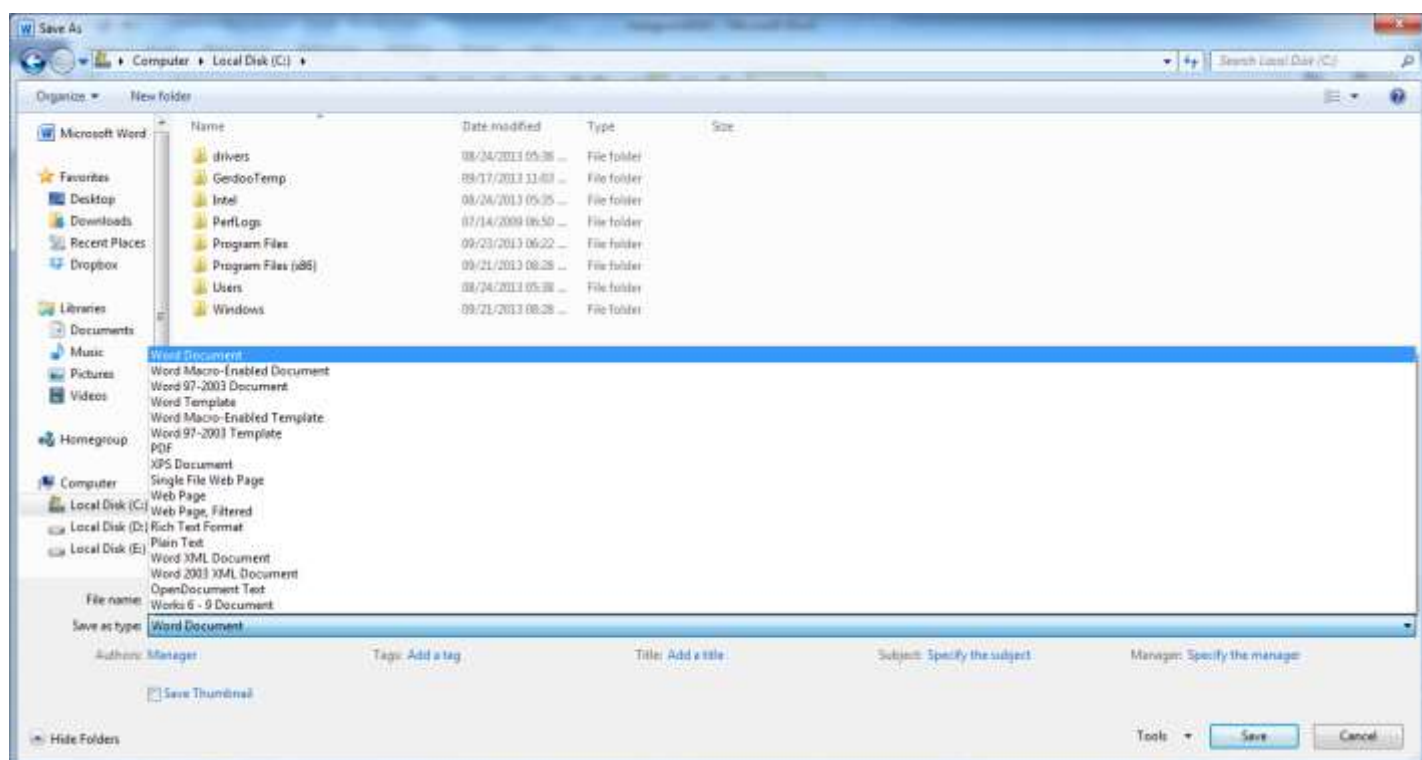 Save As
Computer Local Disk (C:)
Search Local Disk (C:)
Organize New folder
Microsoft Word
Favorites
Desktop
Downloads
Recent Places
Dropbox
Libraries
Documents
Music
Pictures
Videos
Homegroup
Computer
Local Disk (C:)
Local Disk (D:)
Local Disk (E:)
Name Date modified Type Size
drivers 08/24/2013 05:38 ... File folder
GerdooTemp 09/17/2013 11:03 ... File folder
Intel 08/24/2013 05:35 ... File folder
PerfLogs 07/14/2009 06:50 ... File folder
Program Files 09/23/2013 06:22 ... File folder
Program Files (x86) 09/21/2013 08:28 ... File folder
Users 08/24/2013 05:38 ... File folder
Windows 09/21/2013 08:28 ... File folder
Word Document
Word Macro-Enabled Document
Word 97-2003 Document
Word Template
Word Macro-Enabled Template
Word 97-2003 Template
PDF
XPS Document
Single File Web Page
Web Page
Web Page, Filtered
Rich Text Format
Plain Text
Word XML Document
Word 2003 XML Document
OpenDocument Text
Works 6 - 9 Document
File name:
Save as type: Word Document
Authors: Manager Tags: Add a tag Title: Add a title Subject: Specify the subject Manager: Specify the manager
Save Thumbnail
Hide Folders Tools Save Cancel